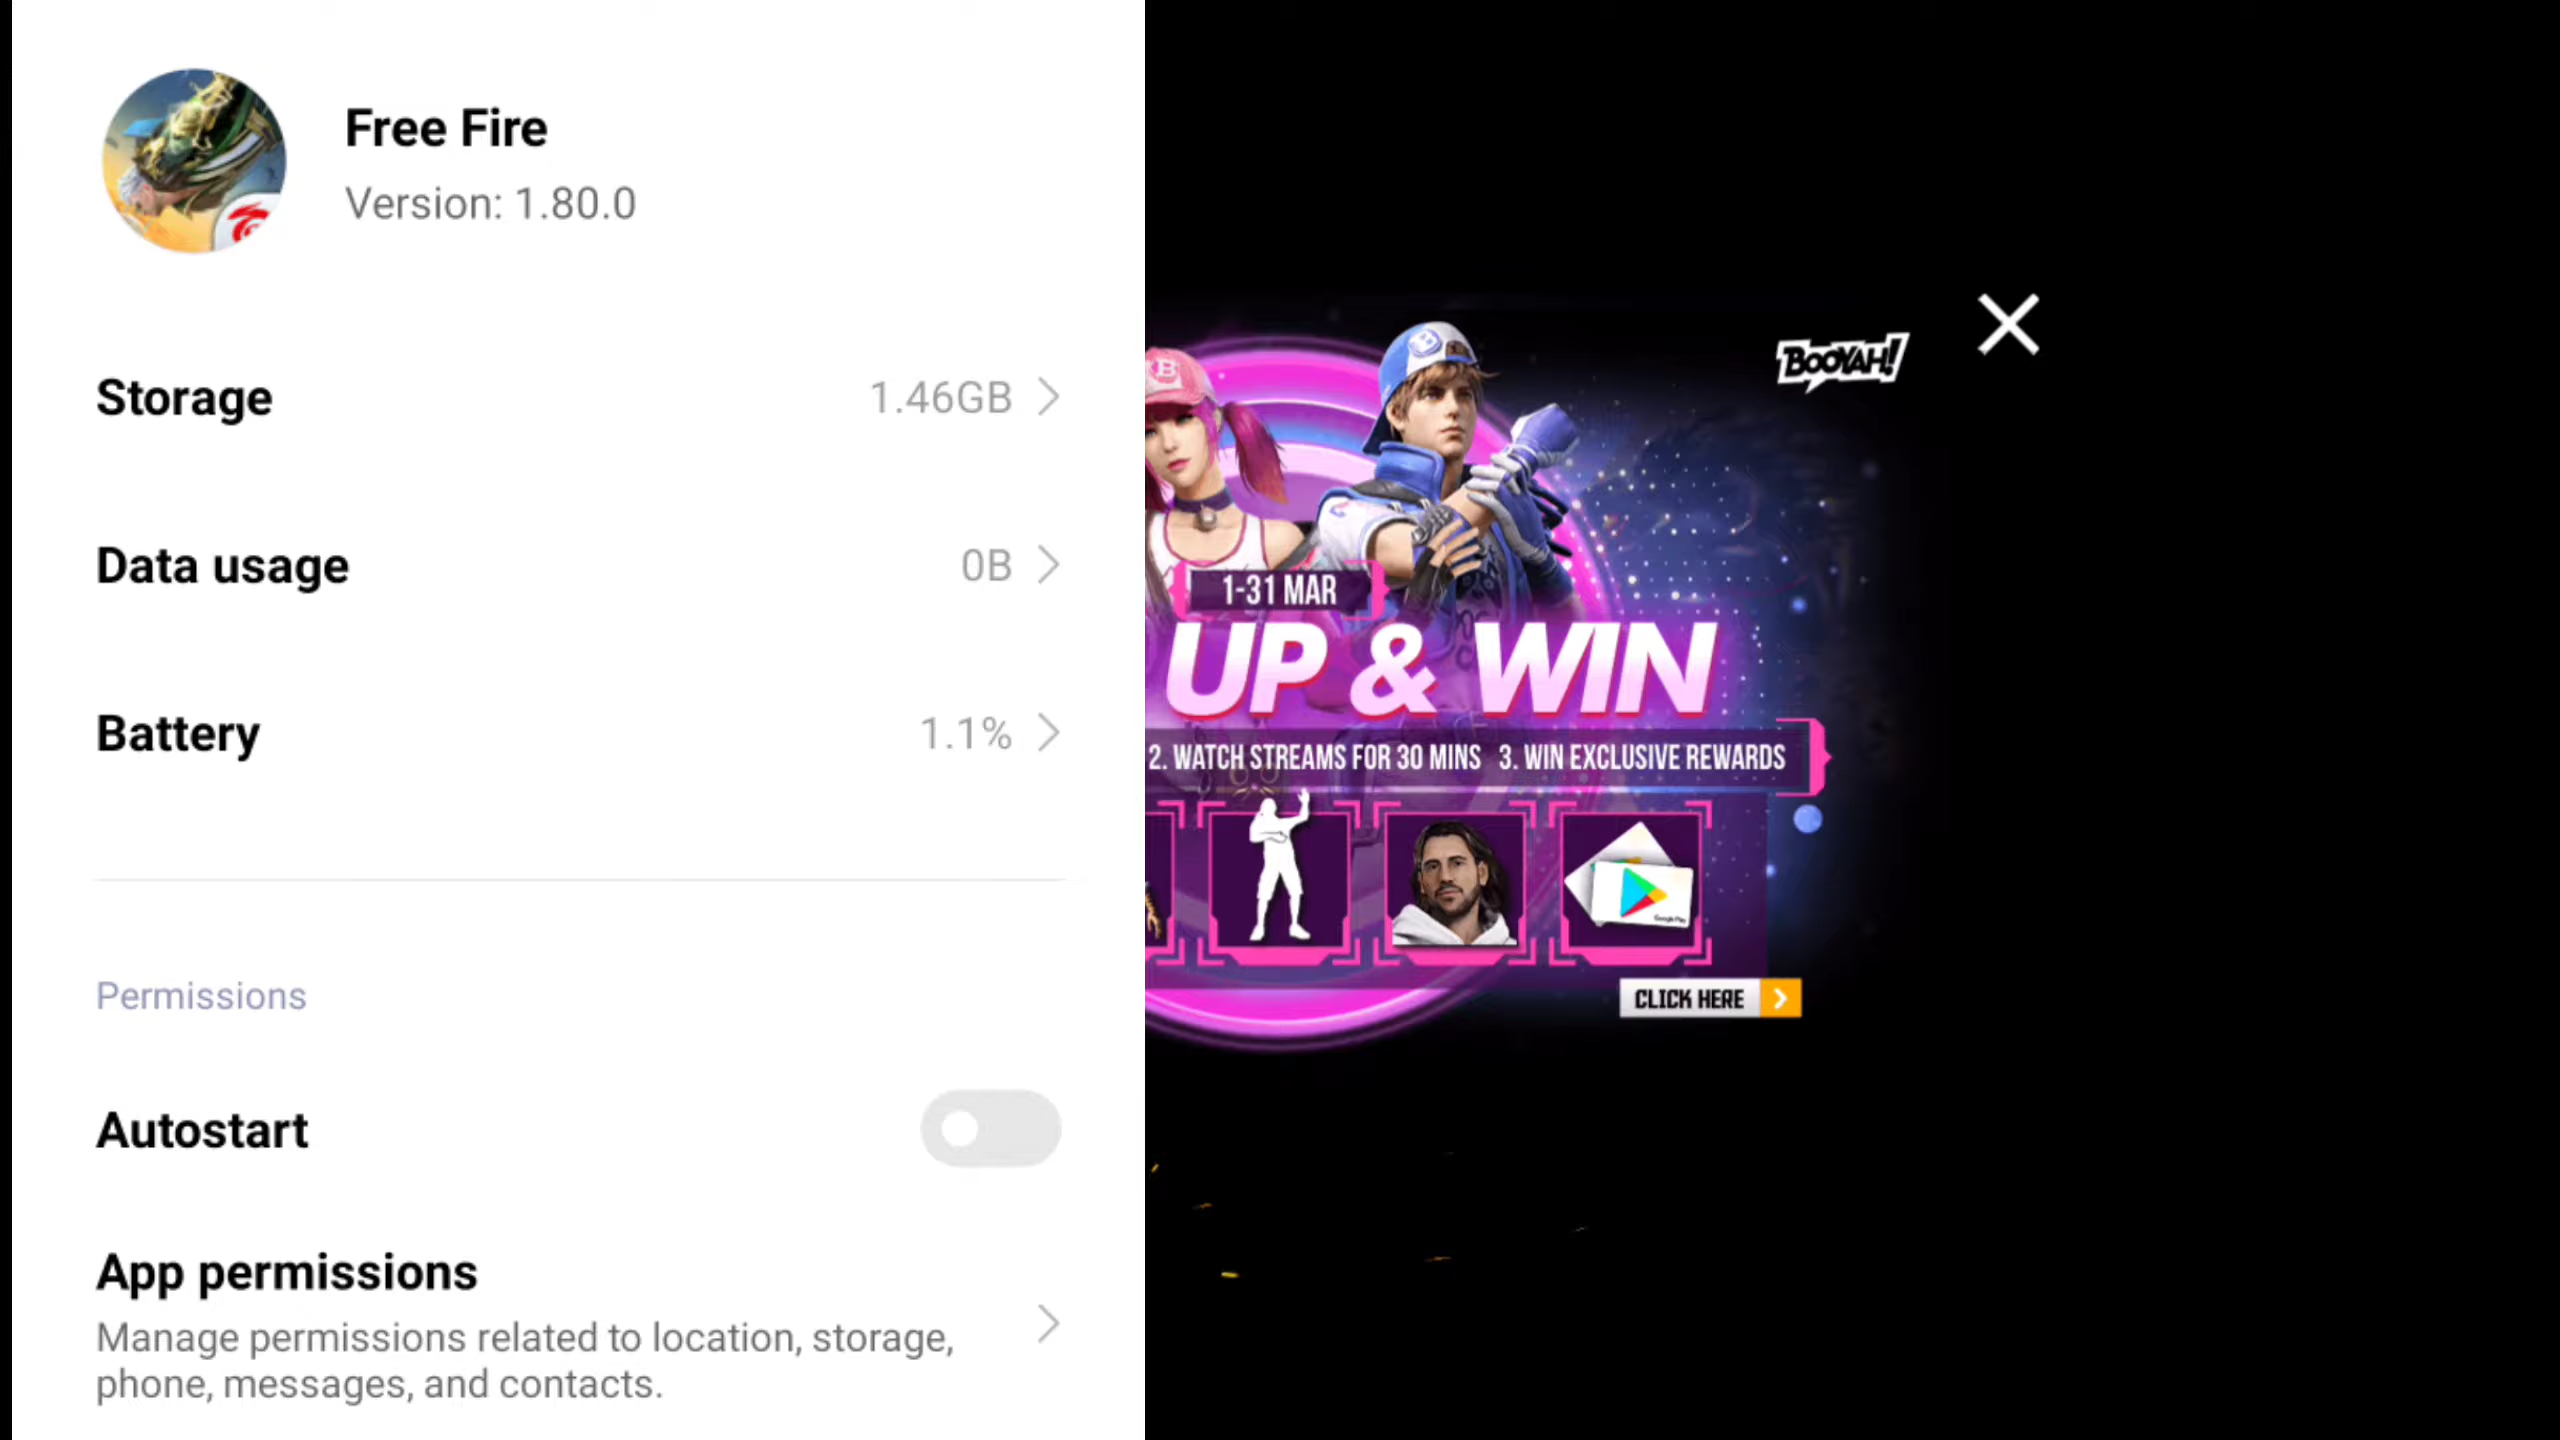 Free Fire
Version: 1.80.0
Storage 1.46GB
Data usage 0B
Battery 1.1%
Permissions
Autostart
App permissions
Manage permissions related to location, storage,
phone, messages, and contacts.
BOOYAH!
B
1-31 MAR
UP & WIN
2. WATCH STREAMS FOR 30 MINS 3. WIN EXCLUSIVE REWARDS
Google Play
CLICK HERE